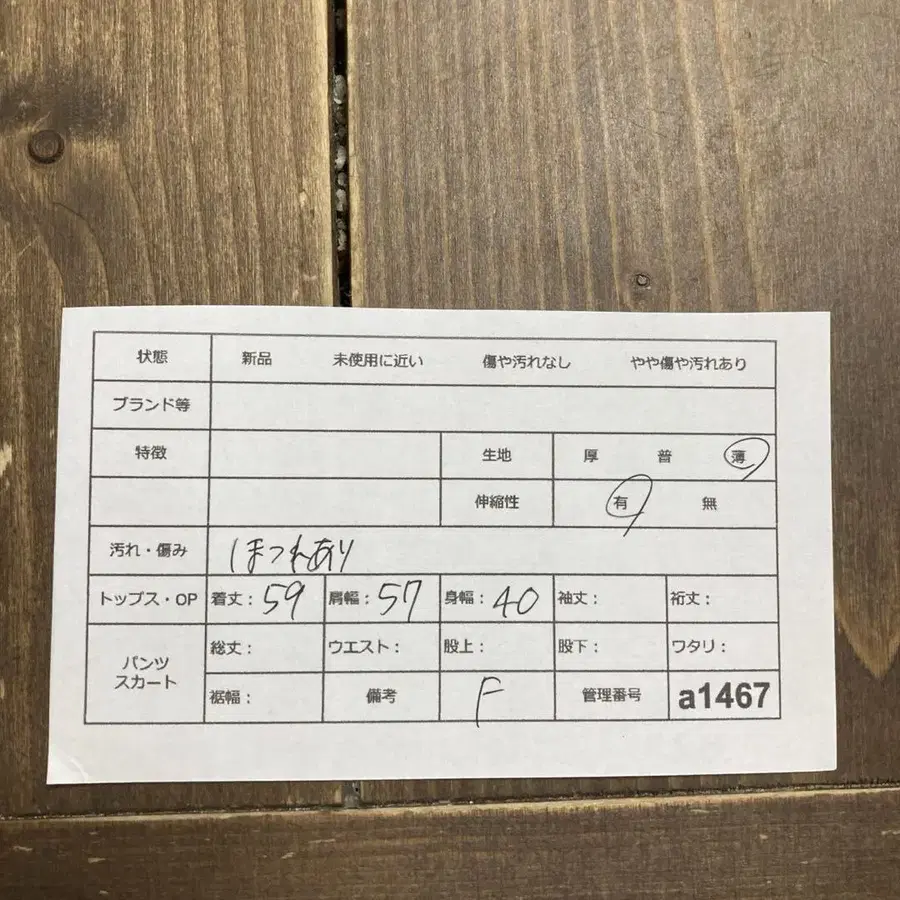 状態 新品 未使用に近い 傷や汚れなし やや傷や汚れあり
ブランド等
特徴 生地 厚 普 薄
伸縮性 有 無
汚れ・傷み ほつれあり
トップス・OP 着丈：59 肩幅：57 身幅：40 袖丈： 裄丈：
パンツ
スカート
総丈： ウエスト： 股上： 股下： ワタリ：
裾幅： 備考 F 管理番号 a1467